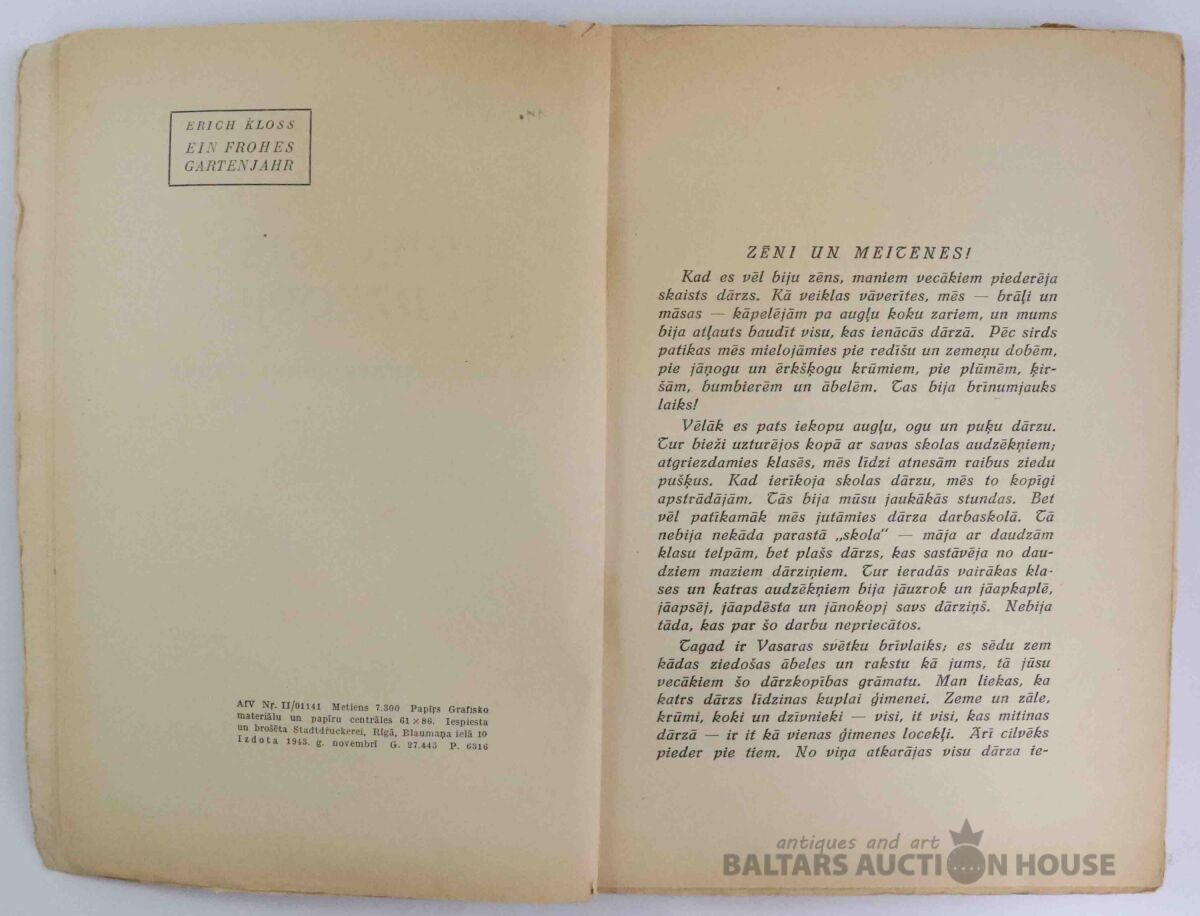 ERICH KLOSS
EIN FROHES
GARTENJAHR
AfV Nr. II/01141 Metiens 7.300 Papīrs Grafisko
materiālu un papīru centrāles 61 × 86. Iespiesta
un brošēta Stadtdruckerei, Rīgā, Blaumaņa ielā 10
Izdota 1943. g. novembrī G. 27.443 P. 6316
ZĒNI UN MEITENES!
Kad es vēl biju zēns, maniem vecākiem piederēja
skaists dārzs. Kā veiklas vāverītes, mēs — brāļi un
māsas — kāpelējām pa augļu koku zariem, un mums
bija atļauts baudīt visu, kas ienācās dārzā. Pēc sirds
patikas mēs mielojāmies pie redīšu un zemeņu dobēm,
pie jāņogu un ērkšķogu krūmiem, pie plūmēm, ķir-
šām, bumbierēm un ābelēm. Tas bija brīnumjauks
laiks!
Vēlāk es pats iekopu augļu, ogu un puķu dārzu.
Tur bieži uzturējos kopā ar savas skolas audzēkņiem;
atgriezdamies klasēs, mēs līdzi atnesām raibus ziedu
pušķus. Kad ierīkoja skolas dārzu, mēs to kopīgi
apstrādājām. Tās bija mūsu jaukākās stundas. Bet
vēl patīkamāk mēs jutāmies dārza darbaskolā. Tā
nebija nekāda parastā „skola“ — māja ar daudzām
klasu telpām, bet plašs dārzs, kas sastāvēja no dau-
dziem maziem dārziņiem. Tur ieradās vairākas kla-
ses un katras audzēkņiem bija jāuzrok un jāapkaplē,
jāapsēj, jāapdēsta un jānokopj savs dārziņš. Nebija
tāda, kas par šo darbu nepriecātos.
Tagad ir Vasaras svētku brīvlaiks; es sēdu zem
kādas ziedošas ābeles un rakstu kā jums, tā jūsu
vecākiem šo dārzkopības grāmatu. Man liekas, ka
katrs dārzs līdzinas kuplai ģimenei. Zeme un zāle,
krūmi, koki un dzīvnieki — visi, it visi, kas mitinas
dārzā — ir it kā vienas ģimenes locekļi. Arī cilvēks
pieder pie tiem. No viņa atkarājas visu dārza ie-
antiques and art
BALTARS AUCTION HOUSE